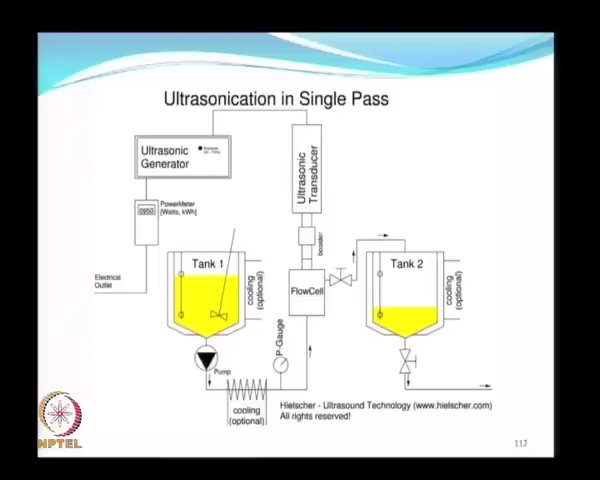 Ultrasonication in Single Pass
Ultrasonic
Generator
Ultrasonic
Transducer
PowerMeter
[Watts, kWh]
0950
booster
Electrical
Outlet
Tank 1
cooling
(optional)
FlowCell
Tank 2
cooling
(optional)
P-Gauge
Pump
cooling
(optional)
Hielscher - Ultrasound Technology (www.hielscher.com)
All rights reserved!
NPTEL
112